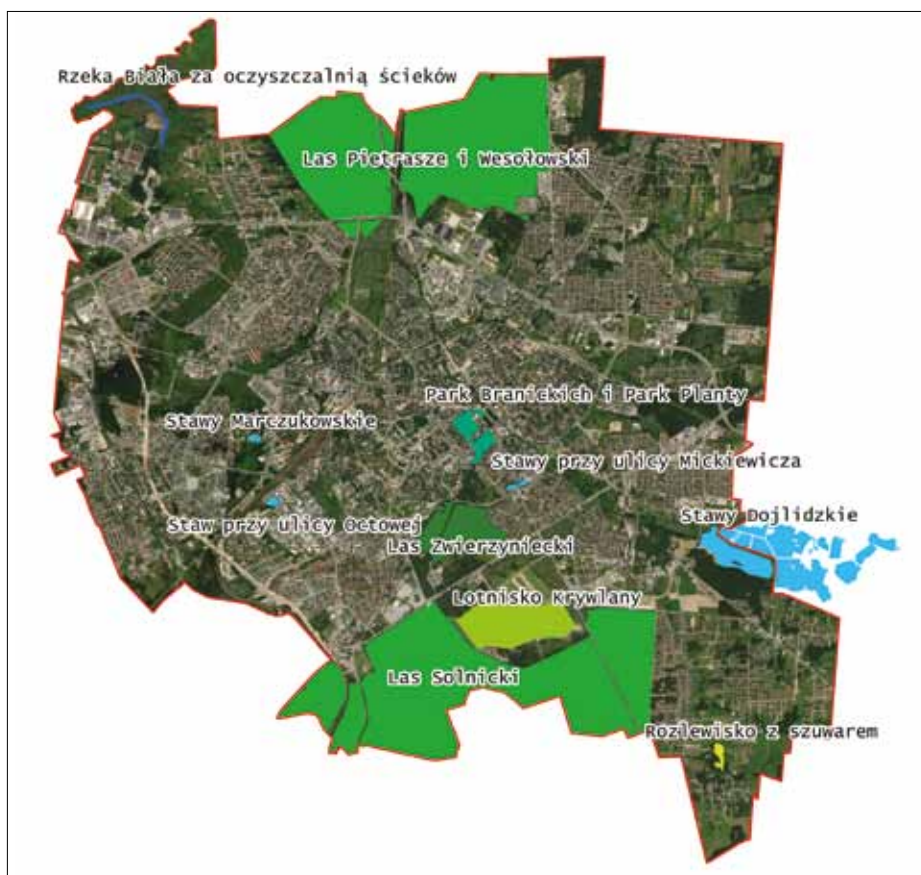 Rzeka Biała za oczyszczalnią ścieków
Las Pietrasze i Wesołowski
Park Branickich i Park Planty
Stawy Marczukowskie
Stawy przy ulicy Mickiewicza
Stawy Dojlidzkie
Staw przy ulicy Octowej
Las Zwierzyniecki
Lotnisko Krywlany
Las Solnicki
Rozlewisko z szuwarem